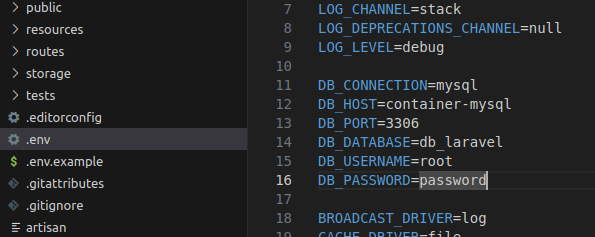 public
resources
routes
storage
tests
.editorconfig
.env
$ .env.example
.gitattributes
.gitignore
artisan
7 LOG_CHANNEL=stack
8 LOG_DEPRECATIONS_CHANNEL=null
9 LOG_LEVEL=debug
10
11 DB_CONNECTION=mysql
12 DB_HOST=container-mysql
13 DB_PORT=3306
14 DB_DATABASE=db_laravel
15 DB_USERNAME=root
16 DB_PASSWORD=password
17
18 BROADCAST_DRIVER=log
19 CACHE_DRIVER=file